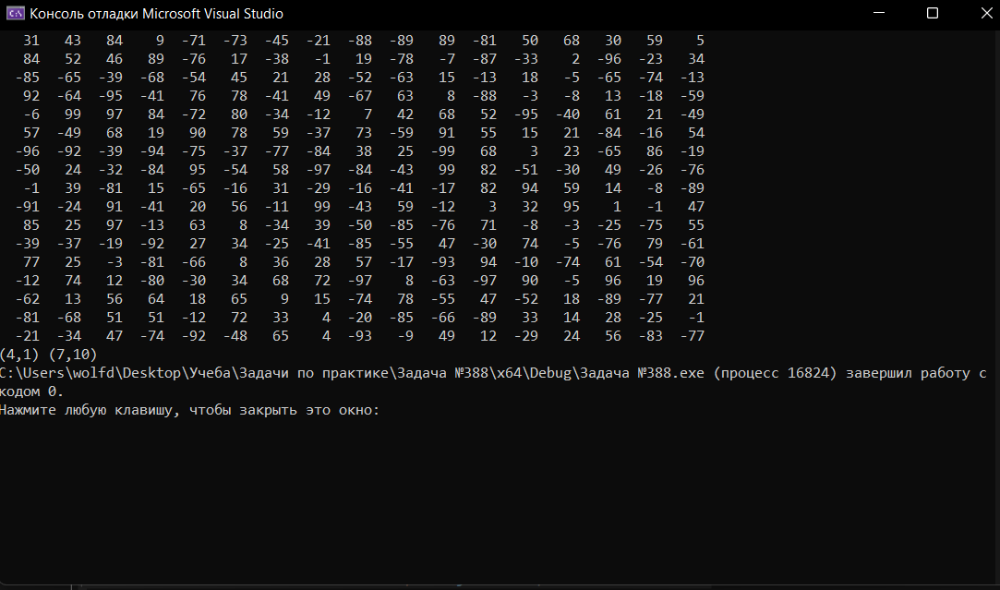 Консоль отладки Microsoft Visual Studio
31 43 84 9 -71 -73 -45 -21 -88 -89 89 -81 50 68 30 59 5
84 52 46 89 -76 17 -38 -1 19 -78 -7 -87 -33 2 -96 -23 34
-85 -65 -39 -68 -54 45 21 28 -52 -63 15 -13 18 -5 -65 -74 -13
92 -64 -95 -41 76 78 -41 49 -67 63 8 -88 -3 -8 13 -18 -59
-6 99 97 84 -72 80 -34 -12 7 42 68 52 -95 -40 61 21 -49
57 -49 68 19 90 78 59 -37 73 -59 91 55 15 21 -84 -16 54
-96 -92 -39 -94 -75 -37 -77 -84 38 25 -99 68 3 23 -65 86 -19
-50 24 -32 -84 95 -54 58 -97 -84 -43 99 82 -51 -30 49 -26 -76
-1 39 -81 15 -65 -16 31 -29 -16 -41 -17 82 94 59 14 -8 -89
-91 -24 91 -41 20 56 -11 99 -43 59 -12 3 32 95 1 -1 47
85 25 97 -13 63 8 -34 39 -50 -85 -76 71 -8 -3 -25 -75 55
-39 -37 -19 -92 27 34 -25 -41 -85 -55 47 -30 74 -5 -76 79 -61
77 25 -3 -81 -66 8 36 28 57 -17 -93 94 -10 -74 61 -54 -70
-12 74 12 -80 -30 34 68 72 -97 8 -63 -97 90 -5 96 19 96
-62 13 56 64 18 65 9 15 -74 78 -55 47 -52 18 -89 -77 21
-81 -68 51 51 -12 72 33 4 -20 -85 -66 -89 33 14 28 -25 -1
-21 -34 47 -74 -92 -48 65 4 -93 -9 49 12 -29 24 56 -83 -77
(4,1) (7,10)
C:\Users\wolfd\Desktop\Учеба\Задачи по практике\Задача №388\x64\Debug\Задача №388.exe (процесс 16824) завершил работу с
кодом 0.
Нажмите любую клавишу, чтобы закрыть это окно: